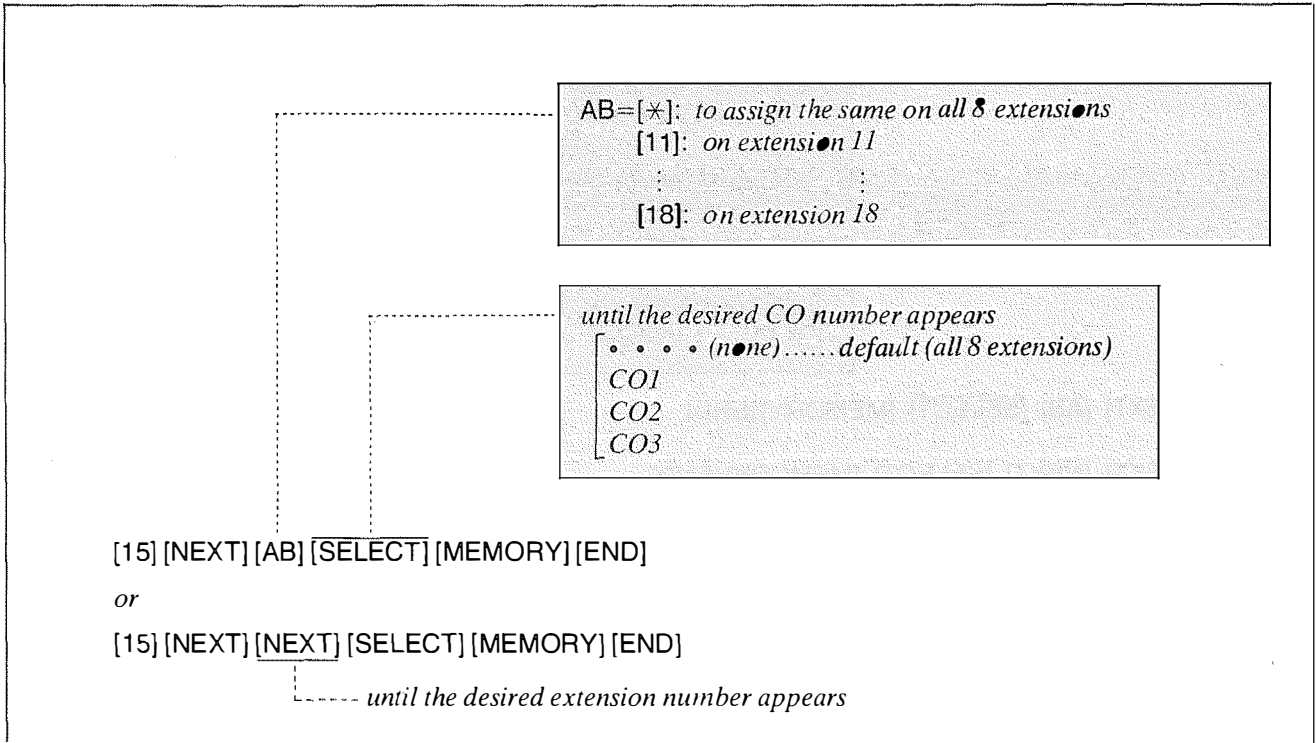 AB=[✳]: to assign the same on all 8 extensions
[11]: on extension 11
⋮ ⋮
[18]: on extension 18
until the desired CO number appears
• • • • (none)......default (all 8 extensions)
CO1
CO2
CO3
[15] [NEXT] [AB] [SELECT] [MEMORY] [END]
or
[15] [NEXT] [NEXT] [SELECT] [MEMORY] [END]
until the desired extension number appears